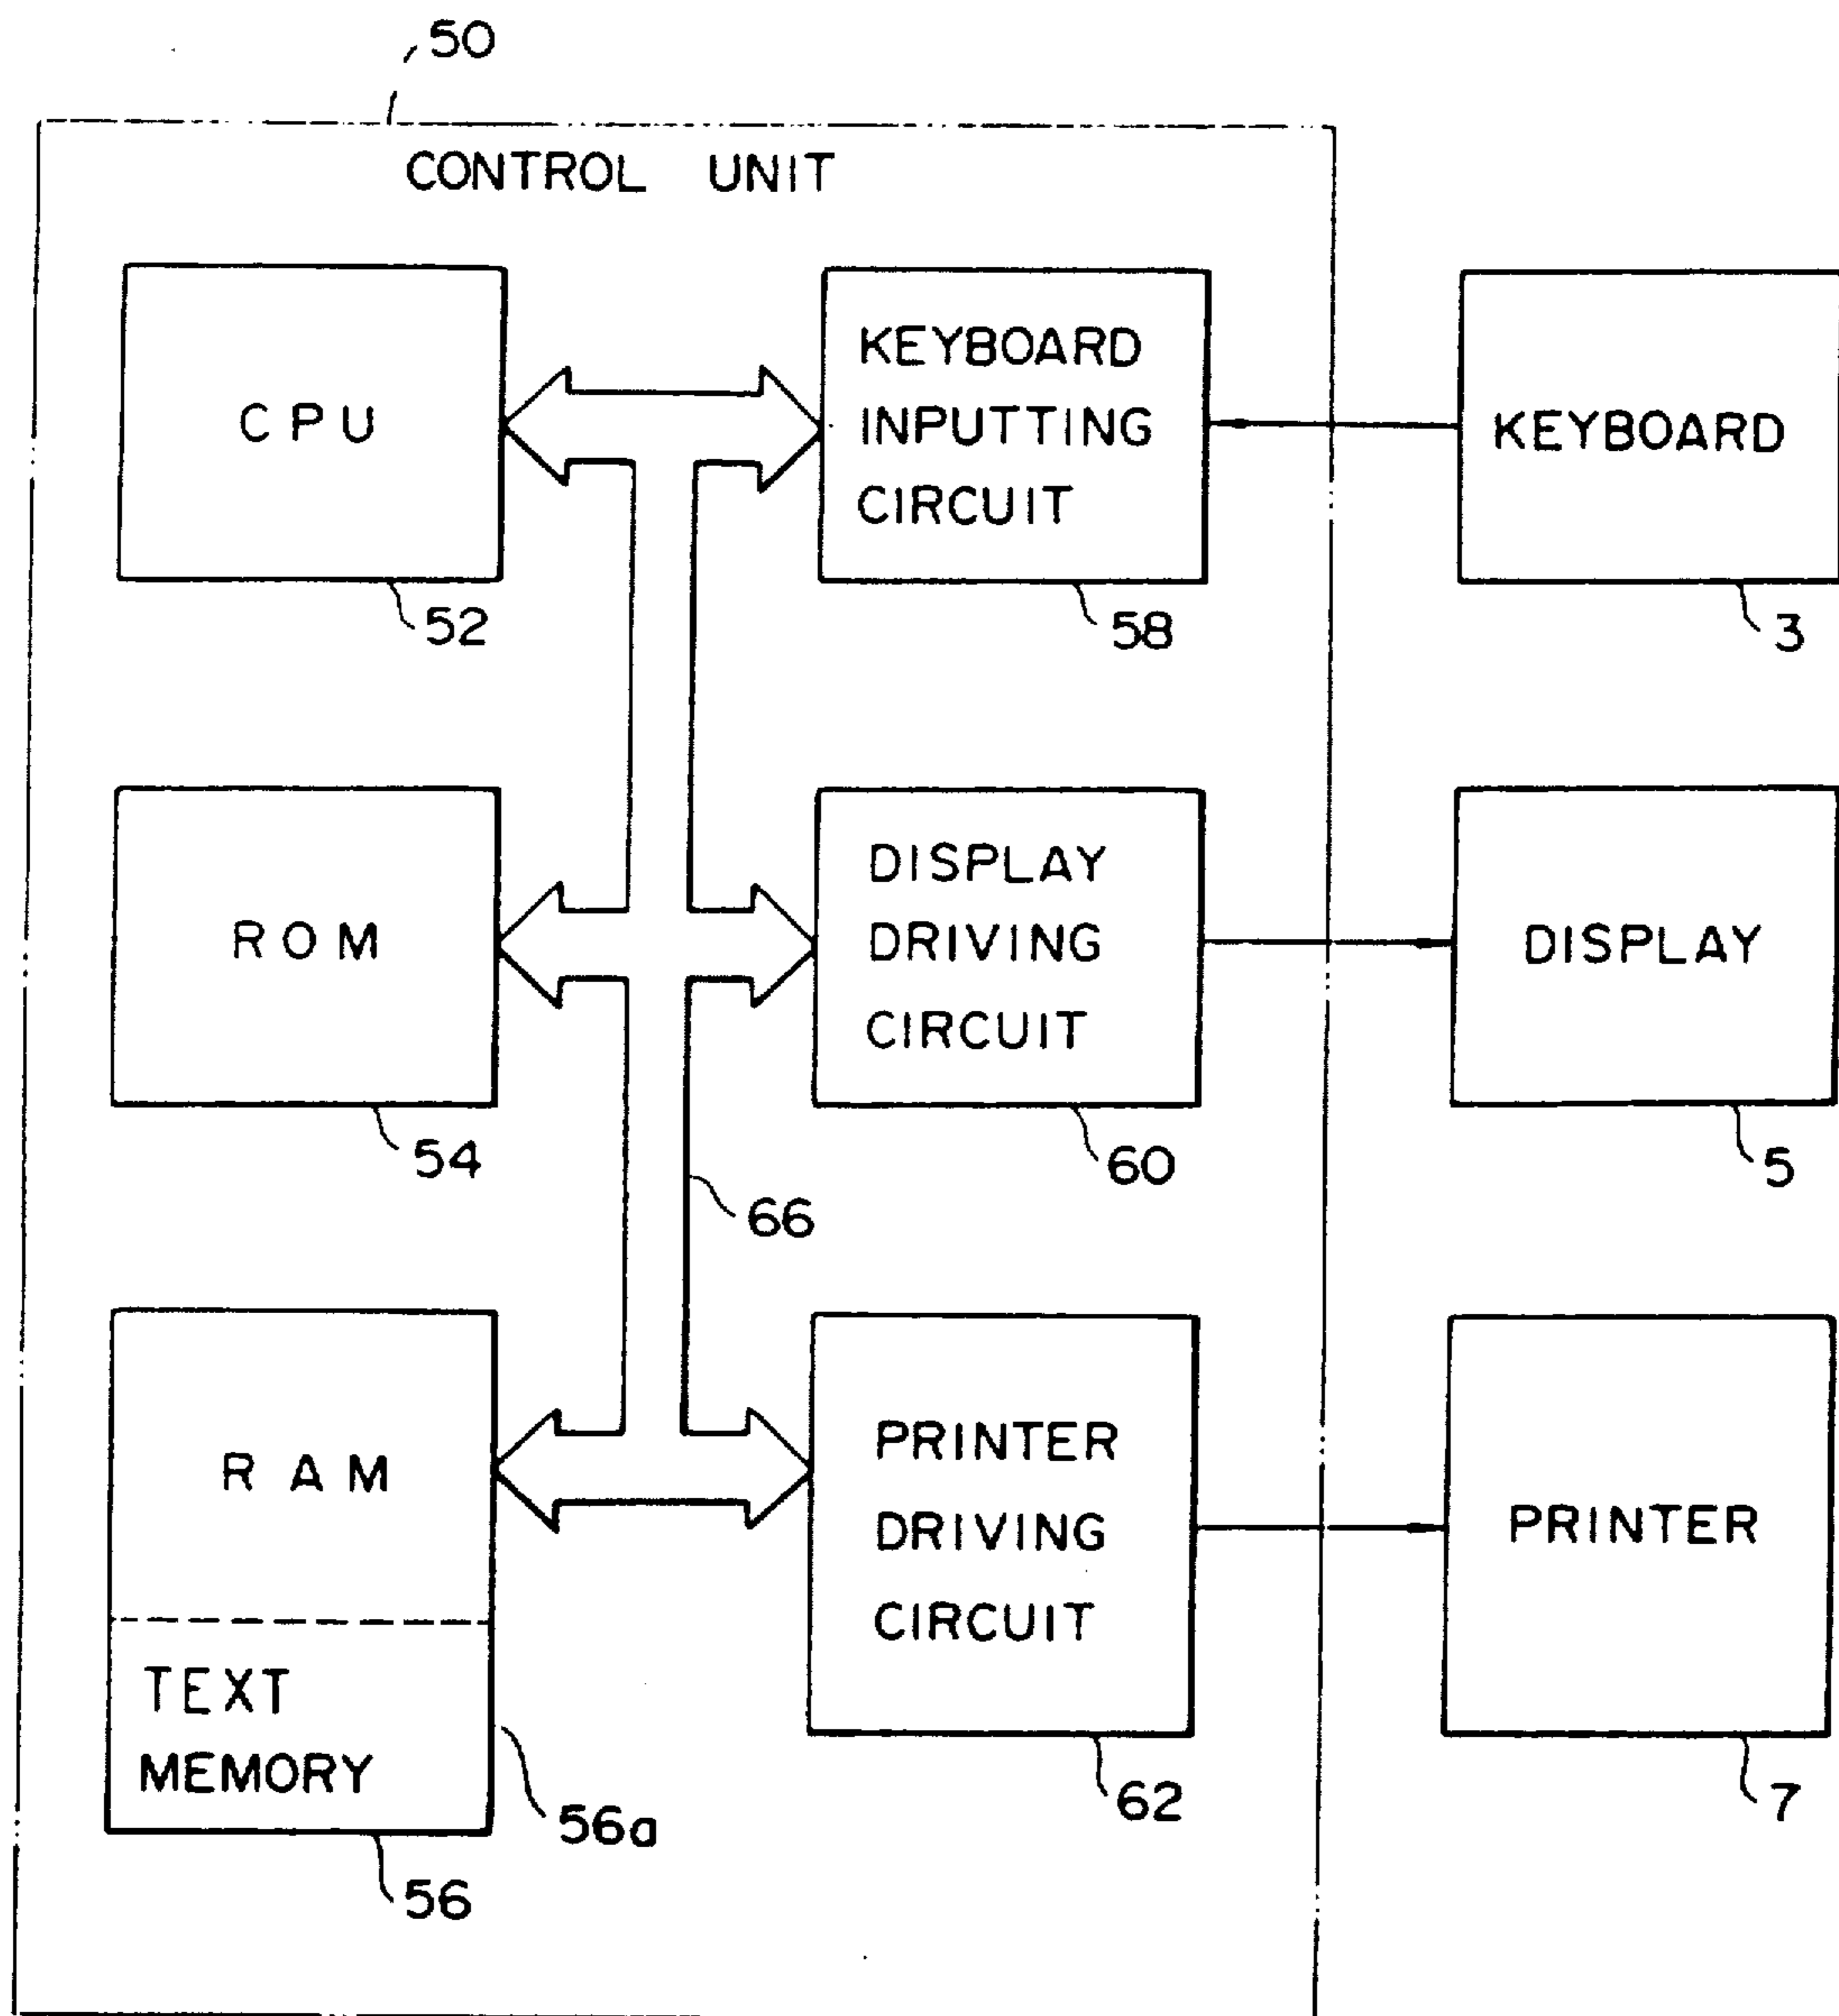 50
CONTROL UNIT
CPU
52
KEYBOARD
INPUTTING
CIRCUIT
58
KEYBOARD
3
ROM
54
DISPLAY
DRIVING
CIRCUIT
60
DISPLAY
5
66
RAM
TEXT
MEMORY
56a
56
PRINTER
DRIVING
CIRCUIT
62
PRINTER
7